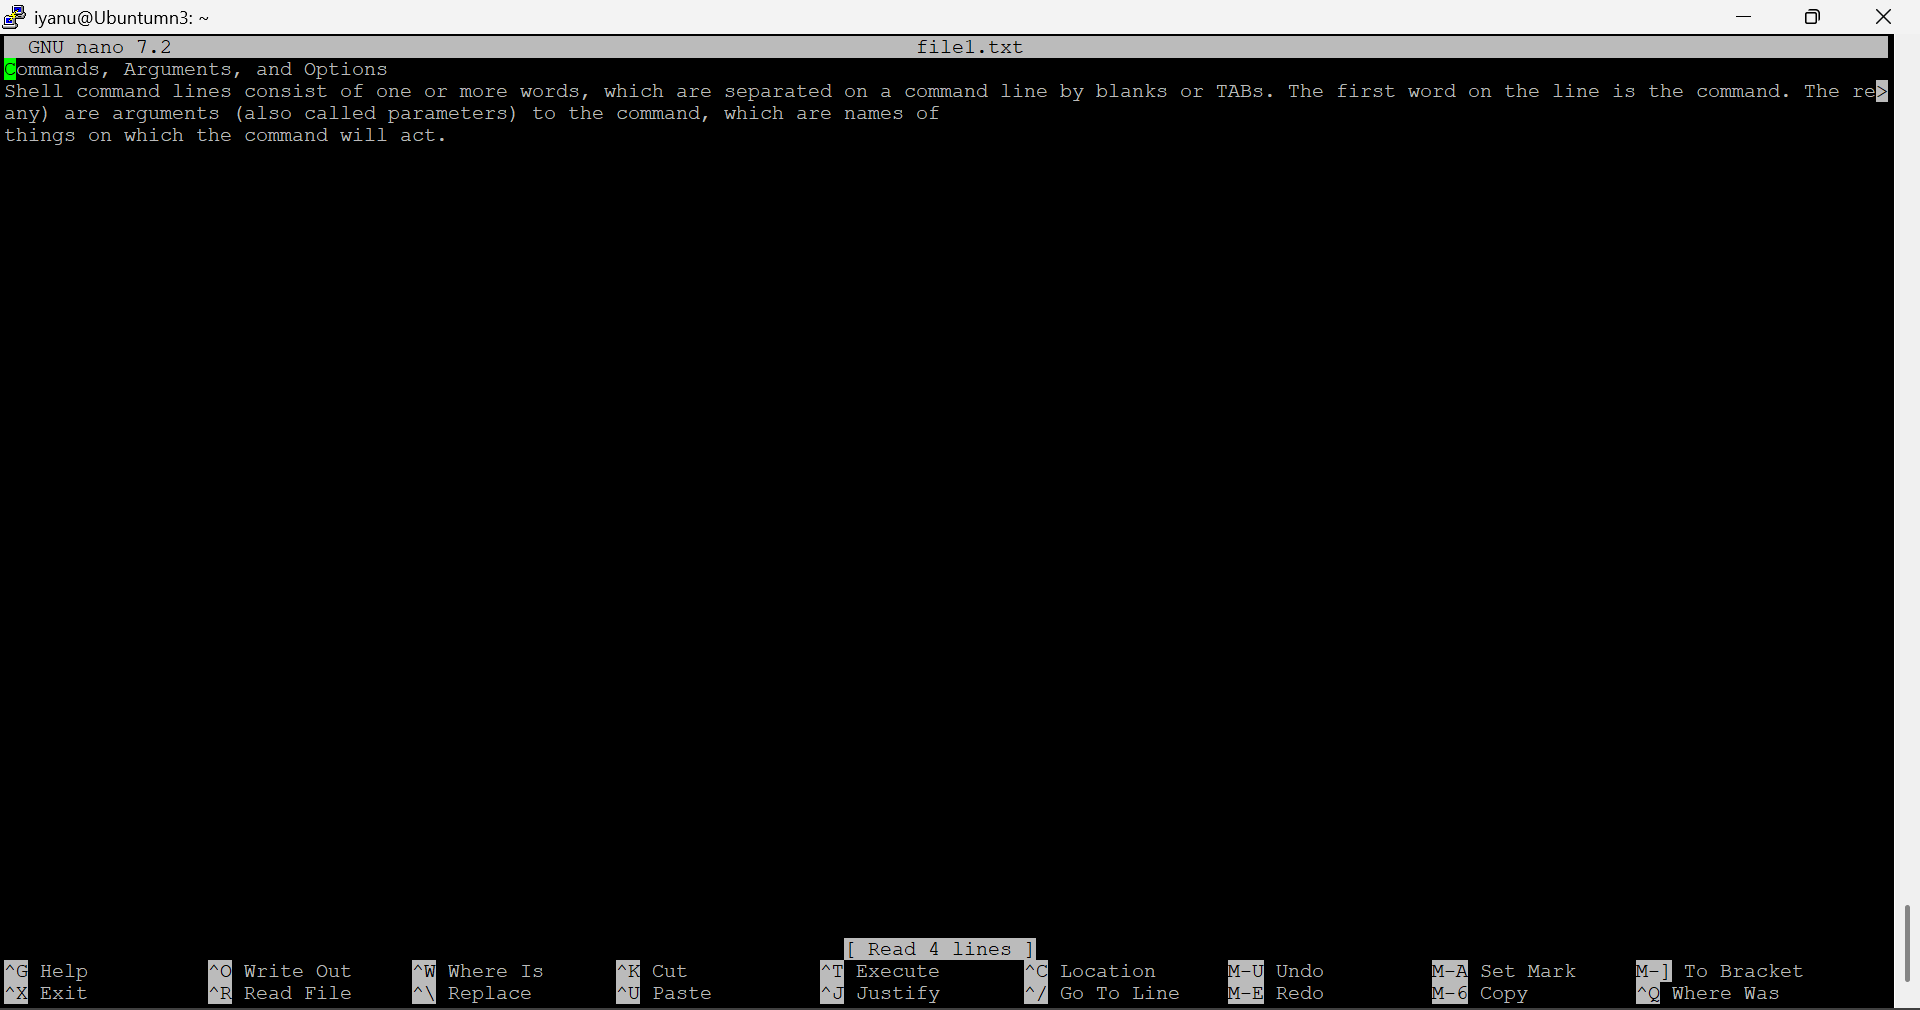 iyanu@Ubuntumn3: ~
GNU nano 7.2 file1.txt
Commands, Arguments, and Options
Shell command lines consist of one or more words, which are separated on a command line by blanks or TABs. The first word on the line is the command. The re>
any) are arguments (also called parameters) to the command, which are names of
things on which the command will act.
[ Read 4 lines ]
^G Help ^O Write Out ^W Where Is ^K Cut ^T Execute ^C Location M-U Undo M-A Set Mark M-] To Bracket
^X Exit ^R Read File ^\ Replace ^U Paste ^J Justify ^/ Go To Line M-E Redo M-6 Copy ^Q Where Was